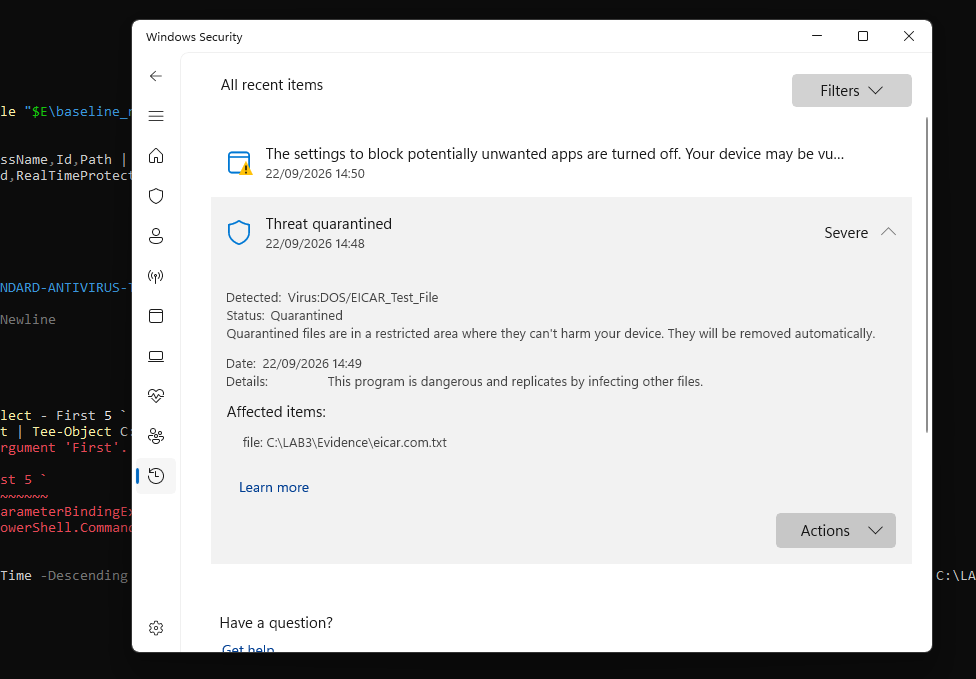 Windows Security
All recent items
Filters
The settings to block potentially unwanted apps are turned off. Your device may be vu...
22/09/2026 14:50
Threat quarantined
22/09/2026 14:48
Severe
Detected: Virus:DOS/EICAR_Test_File
Status: Quarantined
Quarantined files are in a restricted area where they can't harm your device. They will be removed automatically.
Date: 22/09/2026 14:49
Details: This program is dangerous and replicates by infecting other files.
Affected items:
file: C:\LAB3\Evidence\eicar.com.txt
Learn more
Actions
Have a question?
Get help
le "$E\baseline_
ssName,Id,Path |
d,RealTimeProtect
NDARD-ANTIVIRUS-
Newline
lect - First 5 `
t | Tee-Object C:
rgument 'First'.
st 5 `
~~~~~~
arameterBindingEx
owerShell.Command
Time -Descending
C:\LA